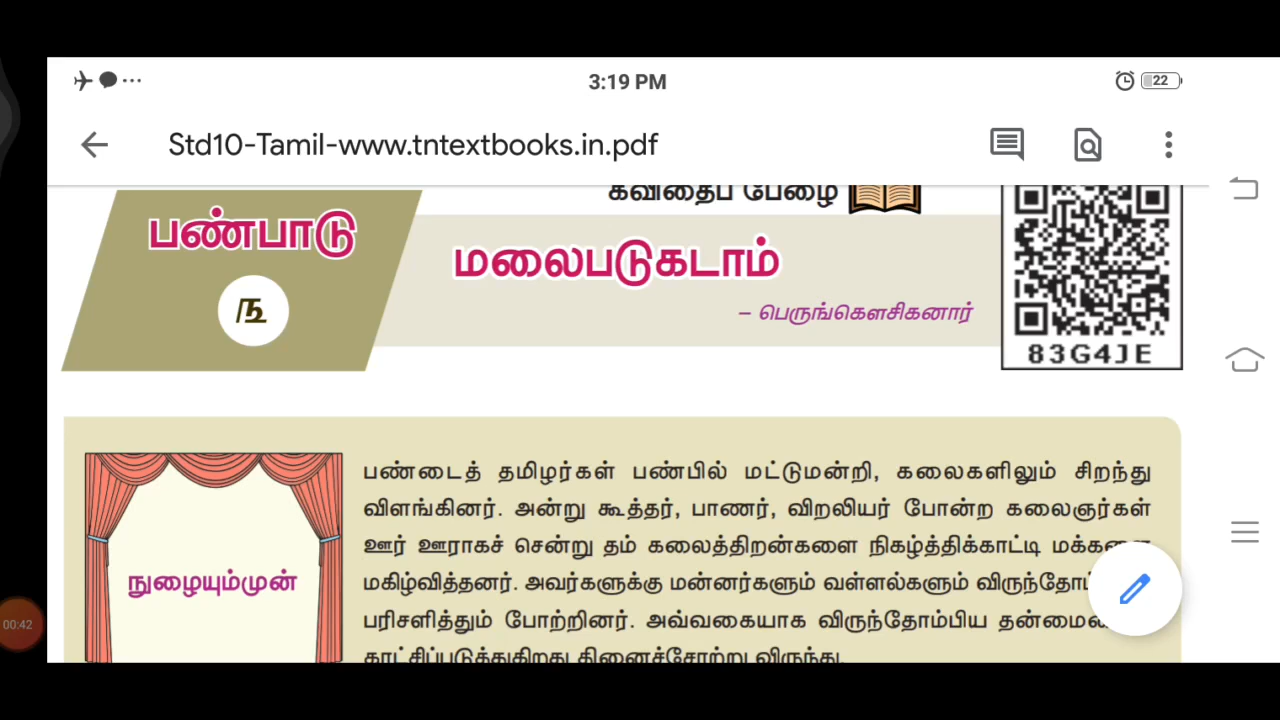 3:19 PM
22
Std10-Tamil-www.tntextbooks.in.pdf
கவிதைப் பேழை
பண்பாடு
௩
மலைபடுகடாம்
– பெருங்கௌசிகனார்
83G4JE
நுழையும்முன்
பண்டைத் தமிழர்கள் பண்பில் மட்டுமன்றி, கலைகளிலும் சிறந்து
விளங்கினர். அன்று கூத்தர், பாணர், விறலியர் போன்ற கலைஞர்கள்
ஊர் ஊராகச் சென்று தம் கலைத்திறன்களை நிகழ்த்திக்காட்டி
மகிழ்வித்தனர். அவர்களுக்கு மன்னர்களும் வள்ளல்களும்
பரிசளித்தும் போற்றினர். அவ்வகையாக விருந்தோம்பிய
காட்சிப்படுத்துகிறது தினைச்சோற்று விருந்து.
00:42